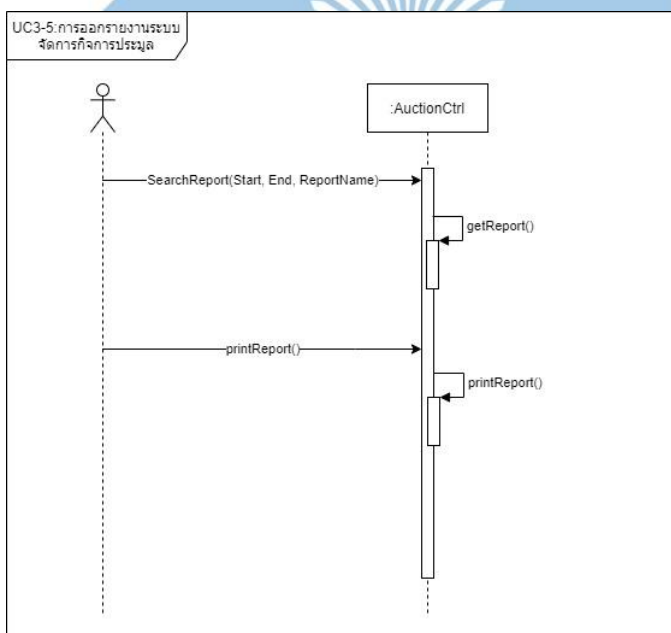 UC3-5:การออกรายงานระบบ
จัดการกิจการประมูล
:AuctionCtrl
SearchReport(Start, End, ReportName)
getReport()
printReport()
printReport()